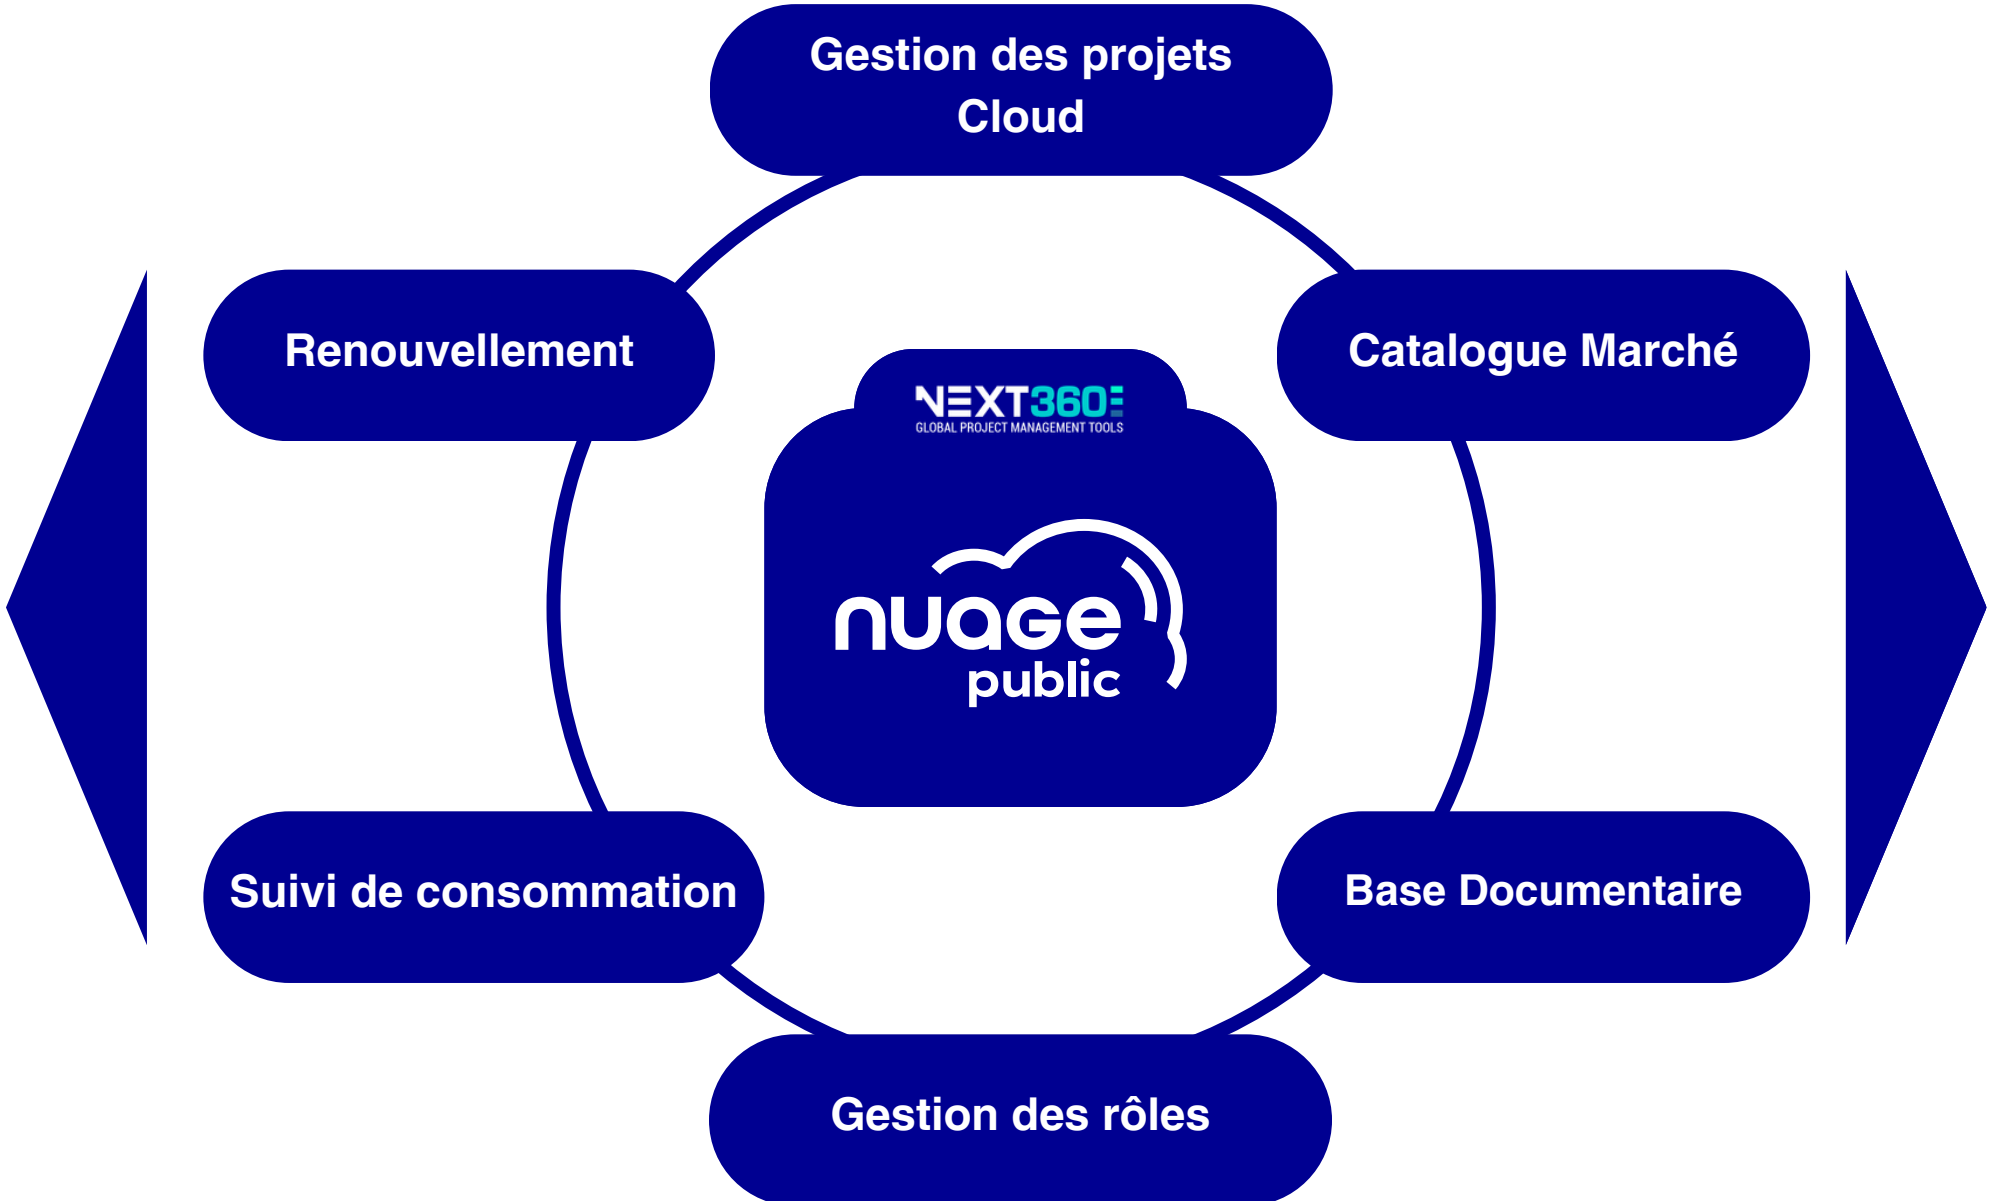 Gestion des projets
Cloud
Renouvellement
Catalogue Marché
NEXT360
GLOBAL PROJECT MANAGEMENT TOOLS
nuage
public
Suivi de consommation
Base Documentaire
Gestion des rôles